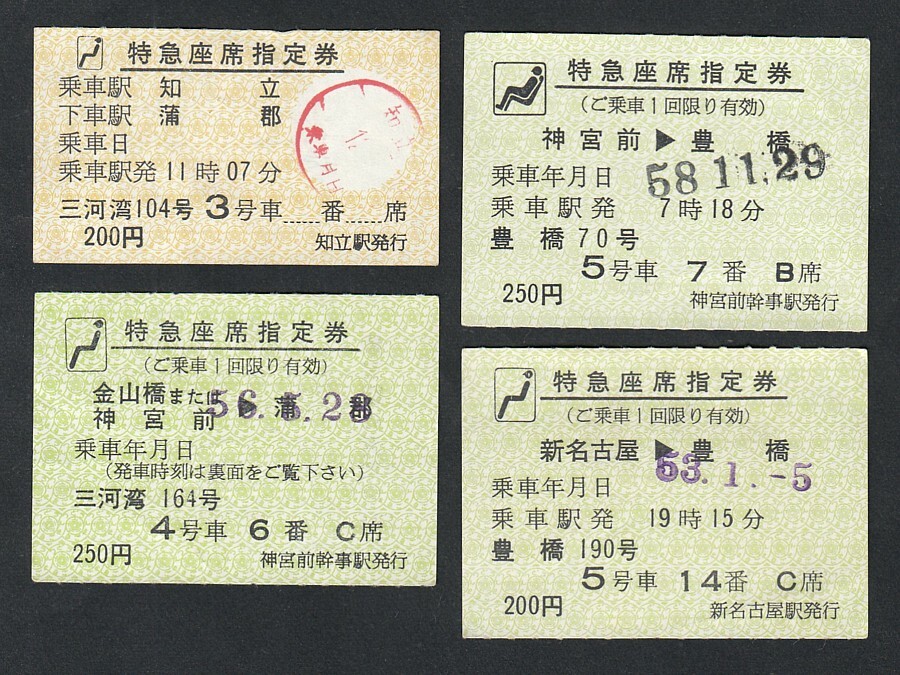 特急座席指定券
乗車駅 知立
下車駅 蒲郡
乗車日
乗車駅発 11時07分
三河湾104号 3号車.....番.....席
200円 知立駅発行
特急座席指定券
(ご乗車1回限り有効)
神宮前▶豊橋
乗車年月日 58 11.29
乗車駅発 7時18分
豊橋70号
5号車 7番 B席
250円 神宮前幹事駅発行
特急座席指定券
(ご乗車1回限り有効)
金山橋または
神宮前▶蒲郡
56.5.28
乗車年月日
(発車時刻は裏面をご覧下さい)
三河湾 164号
4号車 6番 C席
250円 神宮前幹事駅発行
特急座席指定券
(ご乗車1回限り有効)
新名古屋▶豊橋
乗車年月日 53.1.-5
乗車駅発 19時15分
豊橋190号
5号車 14番 C席
200円 新名古屋駅発行